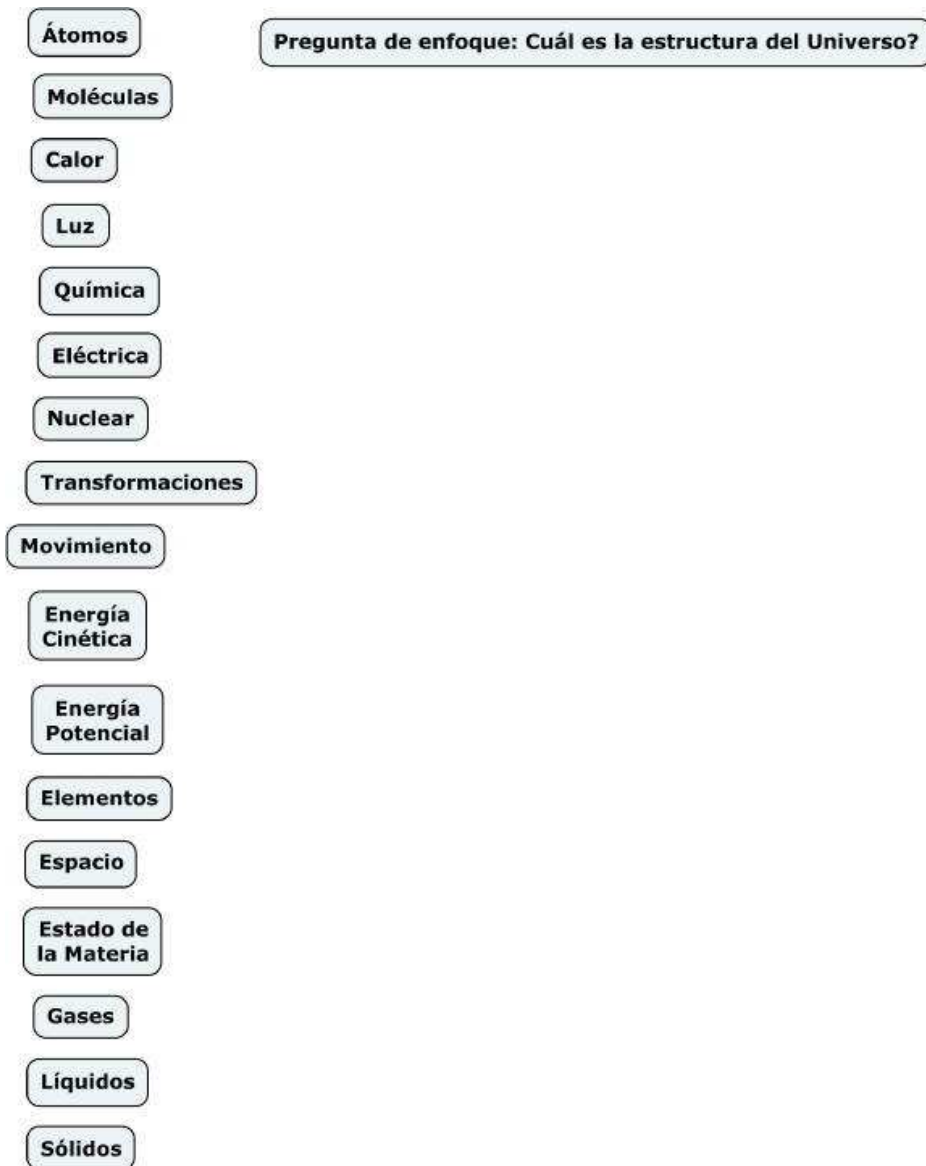 Átomos
Pregunta de enfoque: Cuál es la estructura del Universo?
Moléculas
Calor
Luz
Química
Eléctrica
Nuclear
Transformaciones
Movimiento
Energía
Cinética
Energía
Potencial
Elementos
Espacio
Estado de
la Materia
Gases
Líquidos
Sólidos